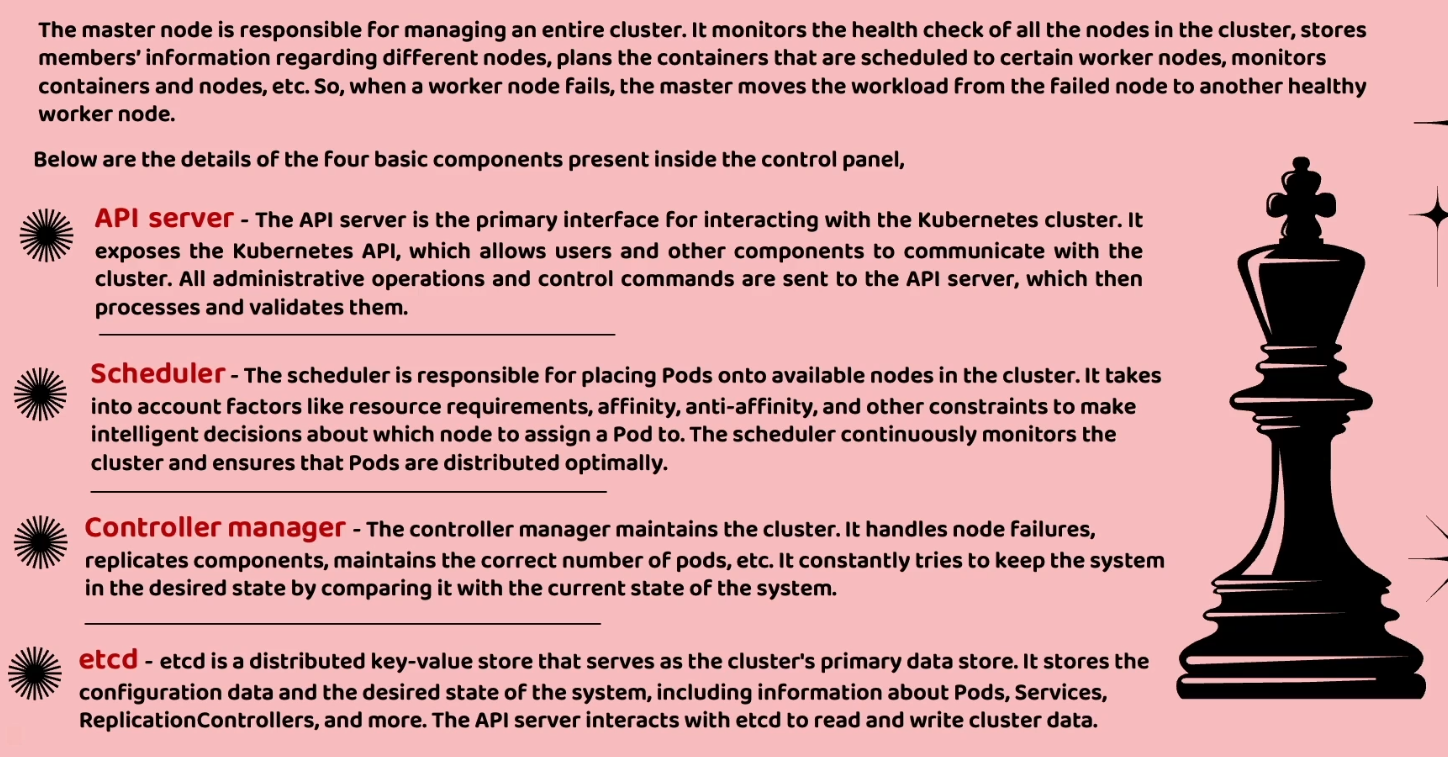 The master node is responsible for managing an entire cluster. It monitors the health check of all the nodes in the cluster, stores
members’ information regarding different nodes, plans the containers that are scheduled to certain worker nodes, monitors
containers and nodes, etc. So, when a worker node fails, the master moves the workload from the failed node to another healthy
worker node.
Below are the details of the four basic components present inside the control panel,
API server - The API server is the primary interface for interacting with the Kubernetes cluster. It
exposes the Kubernetes API, which allows users and other components to communicate with the
cluster. All administrative operations and control commands are sent to the API server, which then
processes and validates them.
Scheduler - The scheduler is responsible for placing Pods onto available nodes in the cluster. It takes
into account factors like resource requirements, affinity, anti-affinity, and other constraints to make
intelligent decisions about which node to assign a Pod to. The scheduler continuously monitors the
cluster and ensures that Pods are distributed optimally.
Controller manager - The controller manager maintains the cluster. It handles node failures,
replicates components, maintains the correct number of pods, etc. It constantly tries to keep the system
in the desired state by comparing it with the current state of the system.
etcd - etcd is a distributed key-value store that serves as the cluster's primary data store. It stores the
configuration data and the desired state of the system, including information about Pods, Services,
ReplicationControllers, and more. The API server interacts with etcd to read and write cluster data.